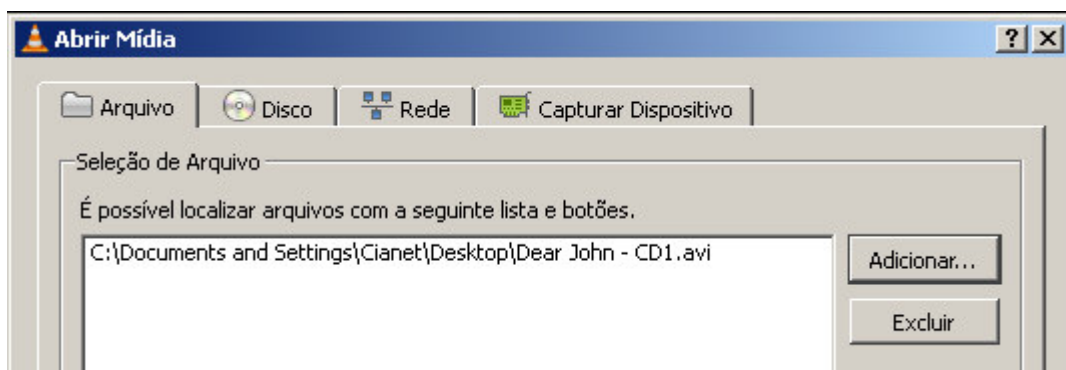 Abrir Mídia
Arquivo Disco Rede Capturar Dispositivo
Seleção de Arquivo
É possível localizar arquivos com a seguinte lista e botões.
C:\Documents and Settings\Cianet\Desktop\Dear John - CD1.avi
Adicionar...
Excluir